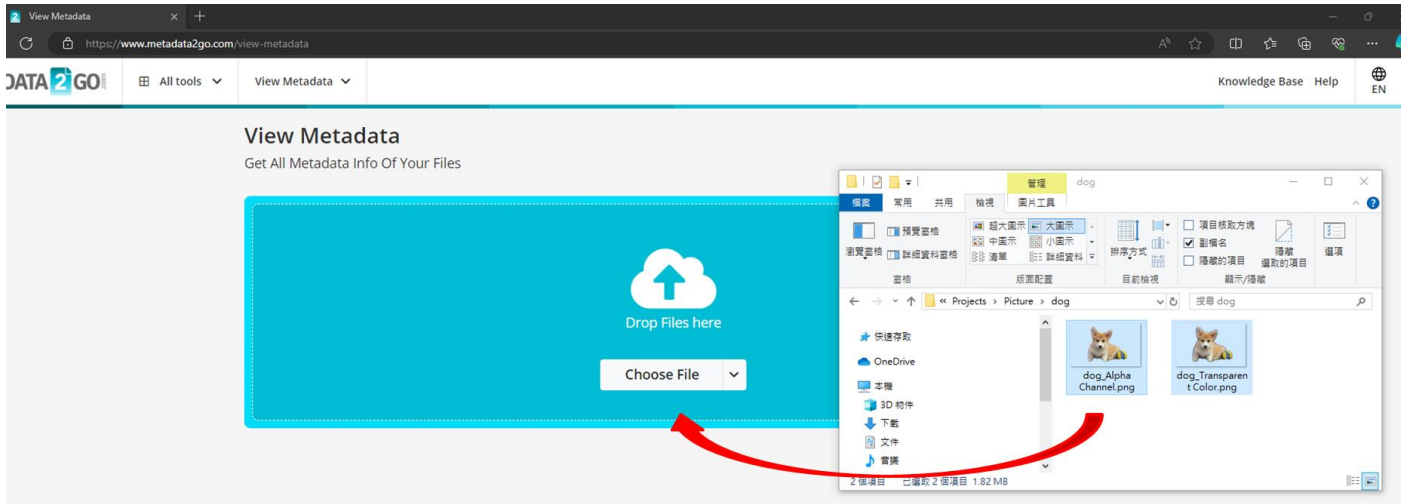 View Metadata
https://www.metadata2go.com/view-metadata
DATA2GO
All tools
View Metadata
Knowledge Base
Help
EN
View Metadata
Get All Metadata Info Of Your Files
Drop Files here
Choose File
管理
dog
檔案
常用
共用
檢視
圖片工具
瀏覽窗格
預覽窗格
詳細資料窗格
窗格
超大圖示
大圖示
中圖示
小圖示
清單
詳細資料
版面配置
排序方式
目前檢視
項目核取方塊
副檔名
隱藏的項目
隱藏
選取的項目
顯示/隱藏
選項
« Projects › Picture › dog
搜尋 dog
快速存取
OneDrive
本機
3D 物件
下載
文件
音樂
dog_Alpha
Channel.png
dog_Transparen
t Color.png
2 個項目
已選取 2 個項目 1.82 MB